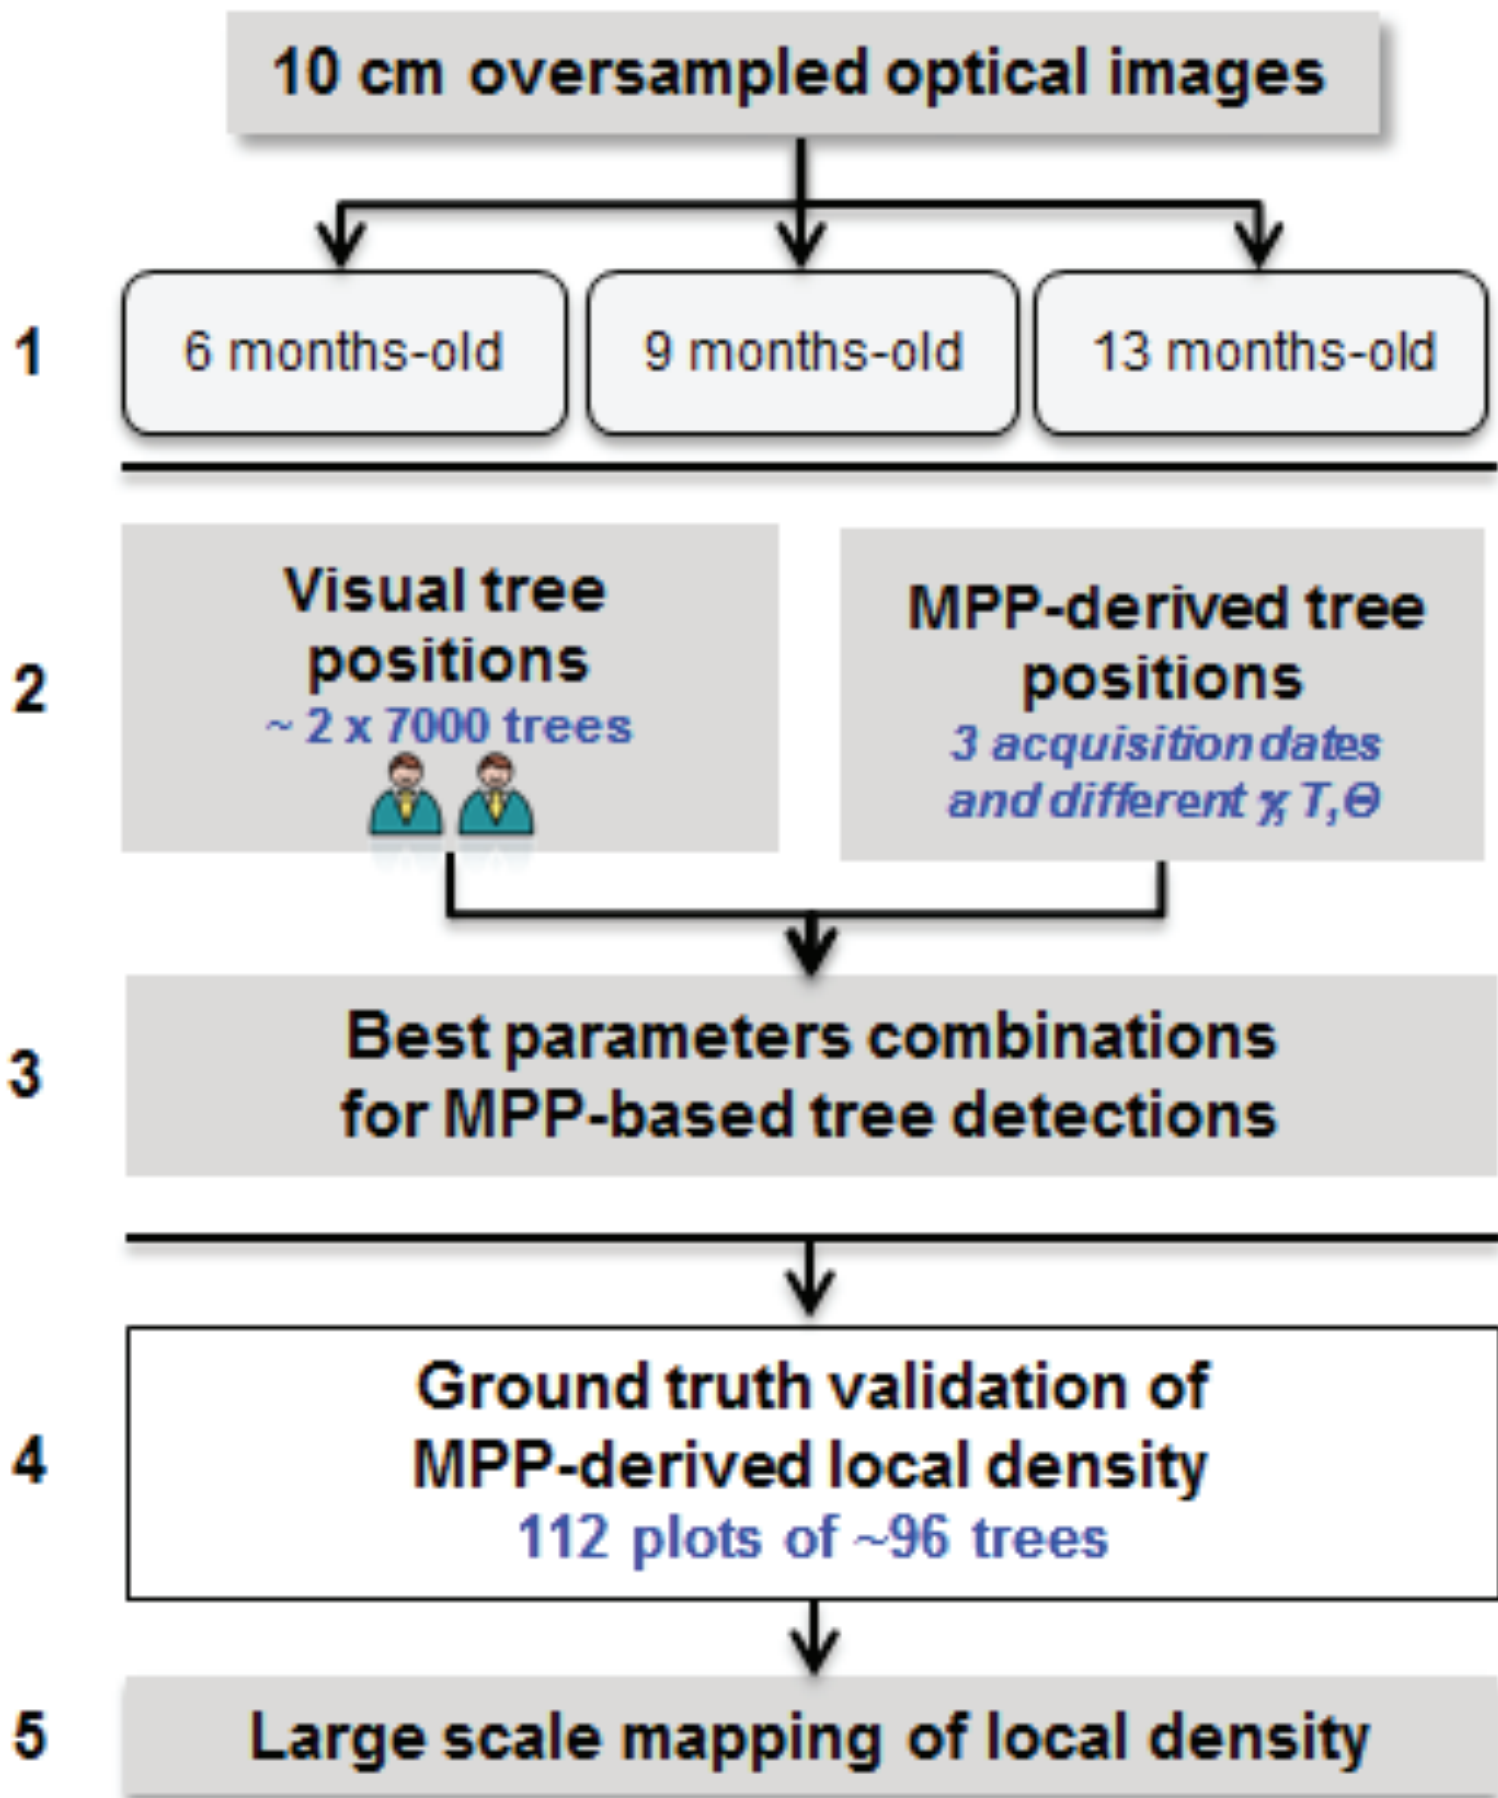 10 cm oversampled optical images
1
6 months-old
9 months-old
13 months-old
2
Visual tree
positions
~ 2 x 7000 trees
MPP-derived tree
positions
3 acquisition dates
and different γ, T, Θ
3
Best parameters combinations
for MPP-based tree detections
4
Ground truth validation of
MPP-derived local density
112 plots of ~96 trees
5
Large scale mapping of local density